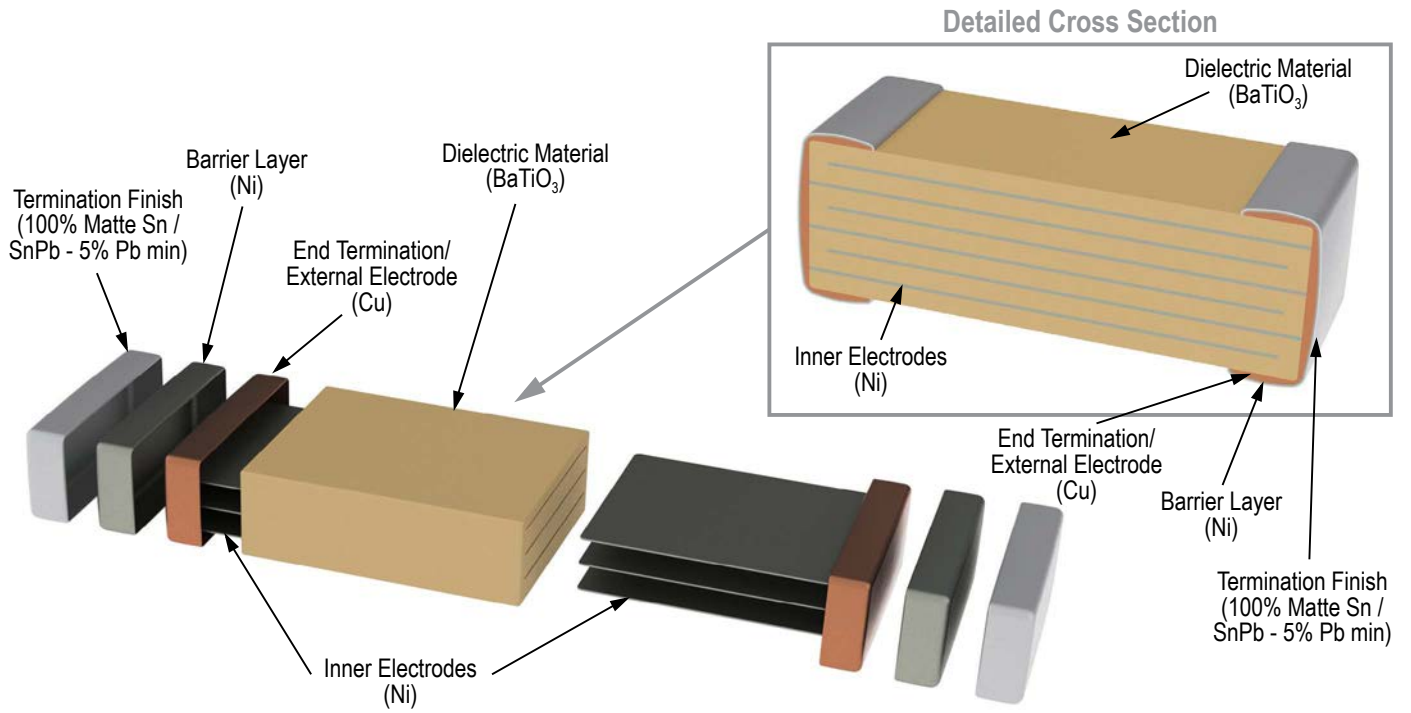 Detailed Cross Section
Dielectric Material
(BaTiO₃)
Barrier Layer
(Ni)
Dielectric Material
(BaTiO₃)
Termination Finish
(100% Matte Sn /
SnPb - 5% Pb min)
End Termination/
External Electrode
(Cu)
Inner Electrodes
(Ni)
End Termination/
External Electrode
(Cu)
Barrier Layer
(Ni)
Termination Finish
(100% Matte Sn /
SnPb - 5% Pb min)
Inner Electrodes
(Ni)